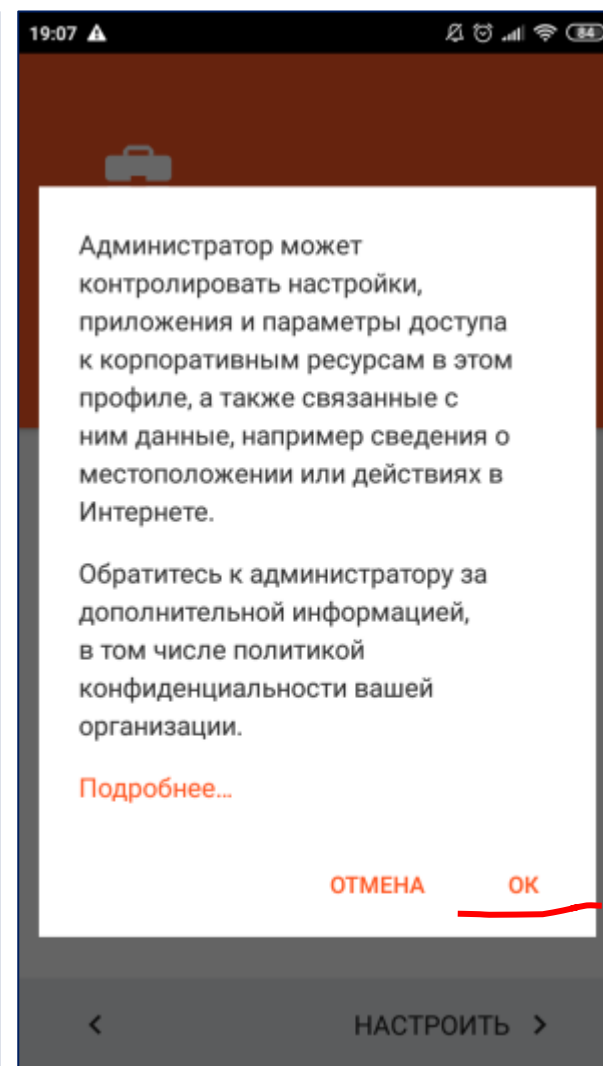 19:07
84
Администратор может
контролировать настройки,
приложения и параметры доступа
к корпоративным ресурсам в этом
профиле, а также связанные с
ним данные, например сведения о
местоположении или действиях в
Интернете.
Обратитесь к администратору за
дополнительной информацией,
в том числе политикой
конфиденциальности вашей
организации.
Подробнее…
ОТМЕНА ОК
НАСТРОИТЬ